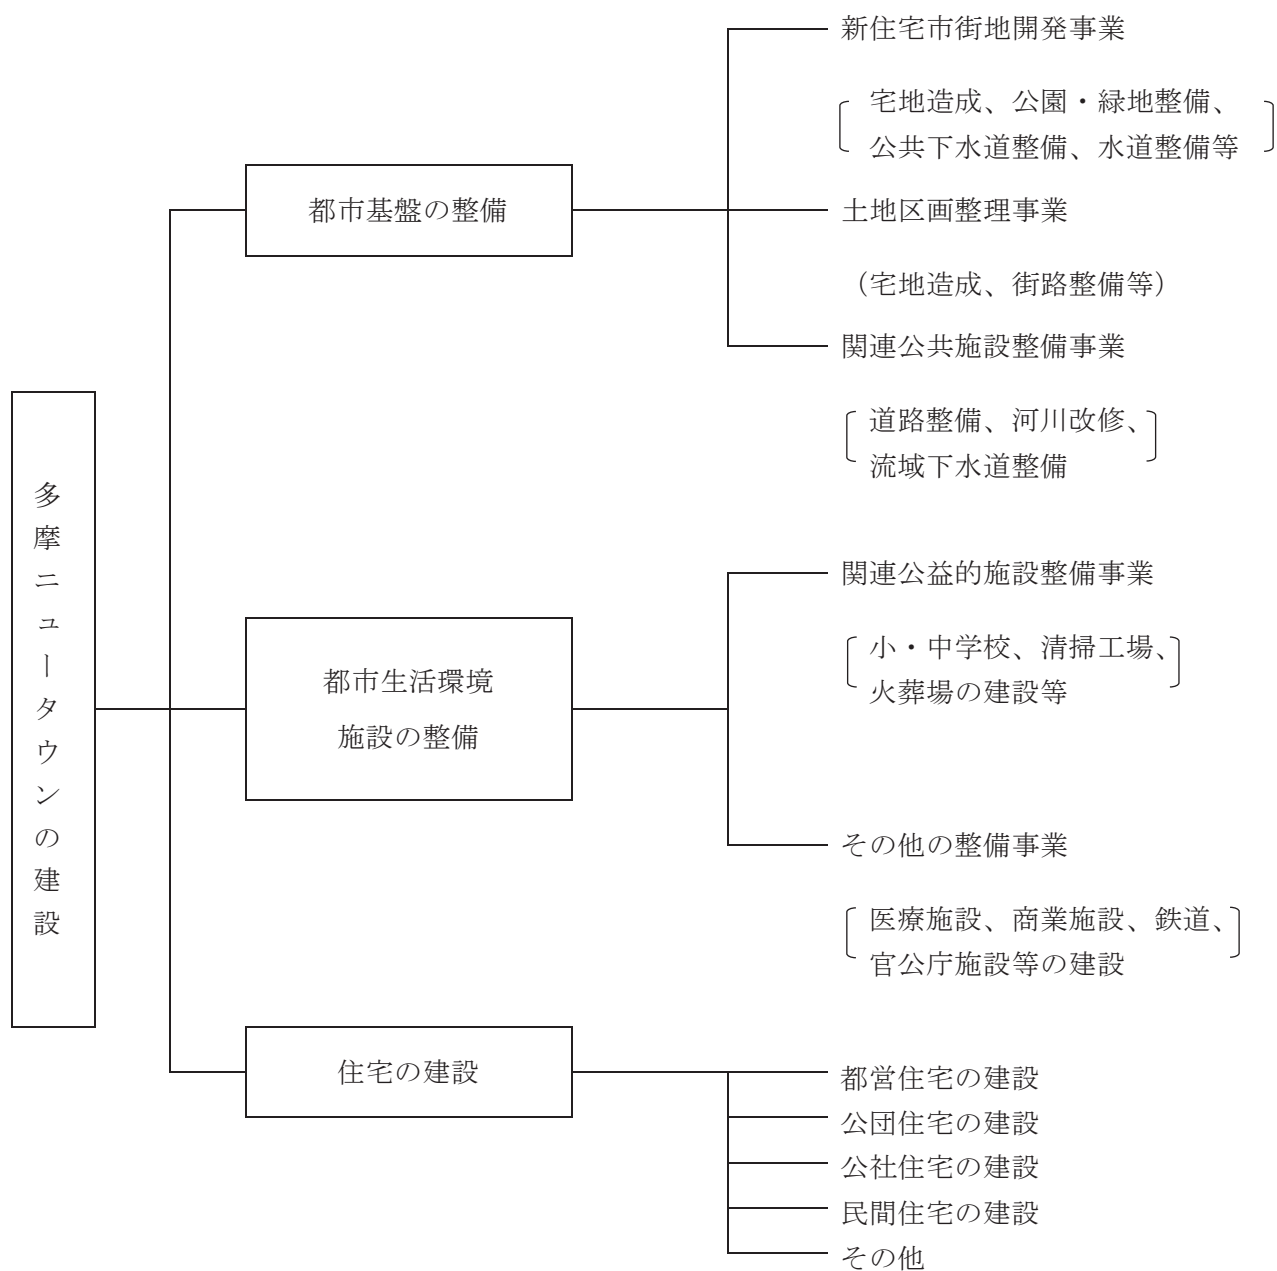 多摩ニュータウンの建設
都市基盤の整備
新住宅市街地開発事業
宅地造成、公園・緑地整備、
公共下水道整備、水道整備等
土地区画整理事業
（宅地造成、街路整備等）
関連公共施設整備事業
道路整備、河川改修、
流域下水道整備
都市生活環境
施設の整備
関連公益的施設整備事業
小・中学校、清掃工場、
火葬場の建設等
その他の整備事業
医療施設、商業施設、鉄道、
官公庁施設等の建設
住宅の建設
都営住宅の建設
公団住宅の建設
公社住宅の建設
民間住宅の建設
その他